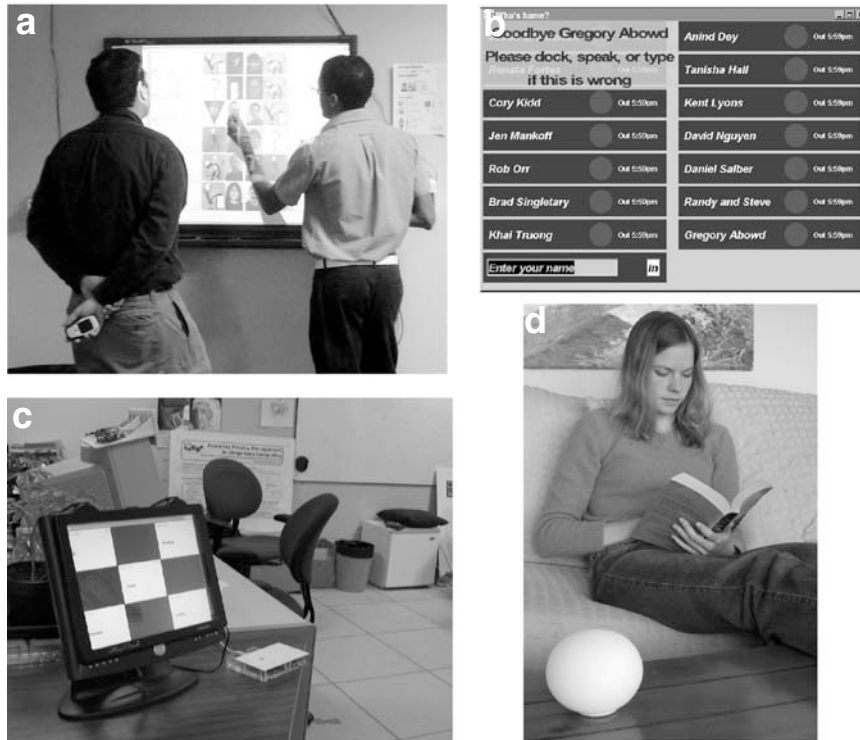 a
b
Who's home?
Goodbye Gregory Abowd
Please dock, speak, or type
if this is wrong
Renata Fortes
Cory Kidd Out 5:59pm
Jen Mankoff Out 5:59pm
Rob Orr Out 5:59pm
Brad Singletary Out 5:59pm
Khai Truong Out 5:59pm
Enter your name in
Anind Dey Out 5:59pm
Tanisha Hall Out 5:59pm
Kent Lyons Out 5:59pm
David Nguyen Out 5:59pm
Daniel Salber Out 5:59pm
Randy and Steve Out 5:59pm
Gregory Abowd Out 5:59pm
c
d